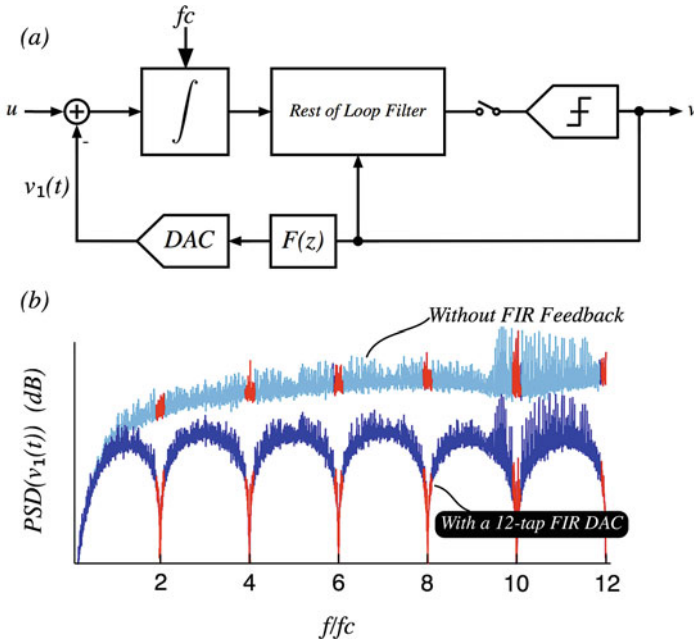 (a)
fc
u
-
∫
Rest of Loop Filter
v
v₁(t)
DAC
F(z)
(b)
Without FIR Feedback
PSD(v₁(t)) (dB)
With a 12-tap FIR DAC
2 4 6 8 10 12
f/fc